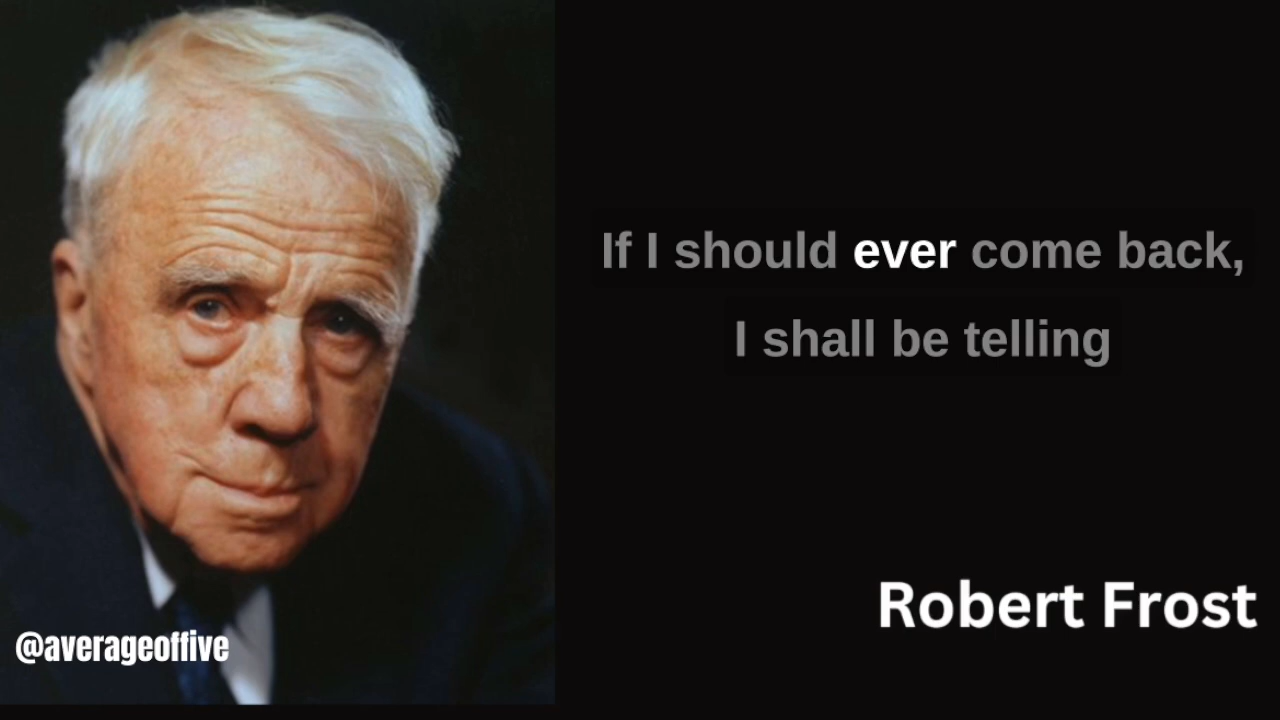 If I should ever come back,
I shall be telling
Robert Frost
@averageoffive